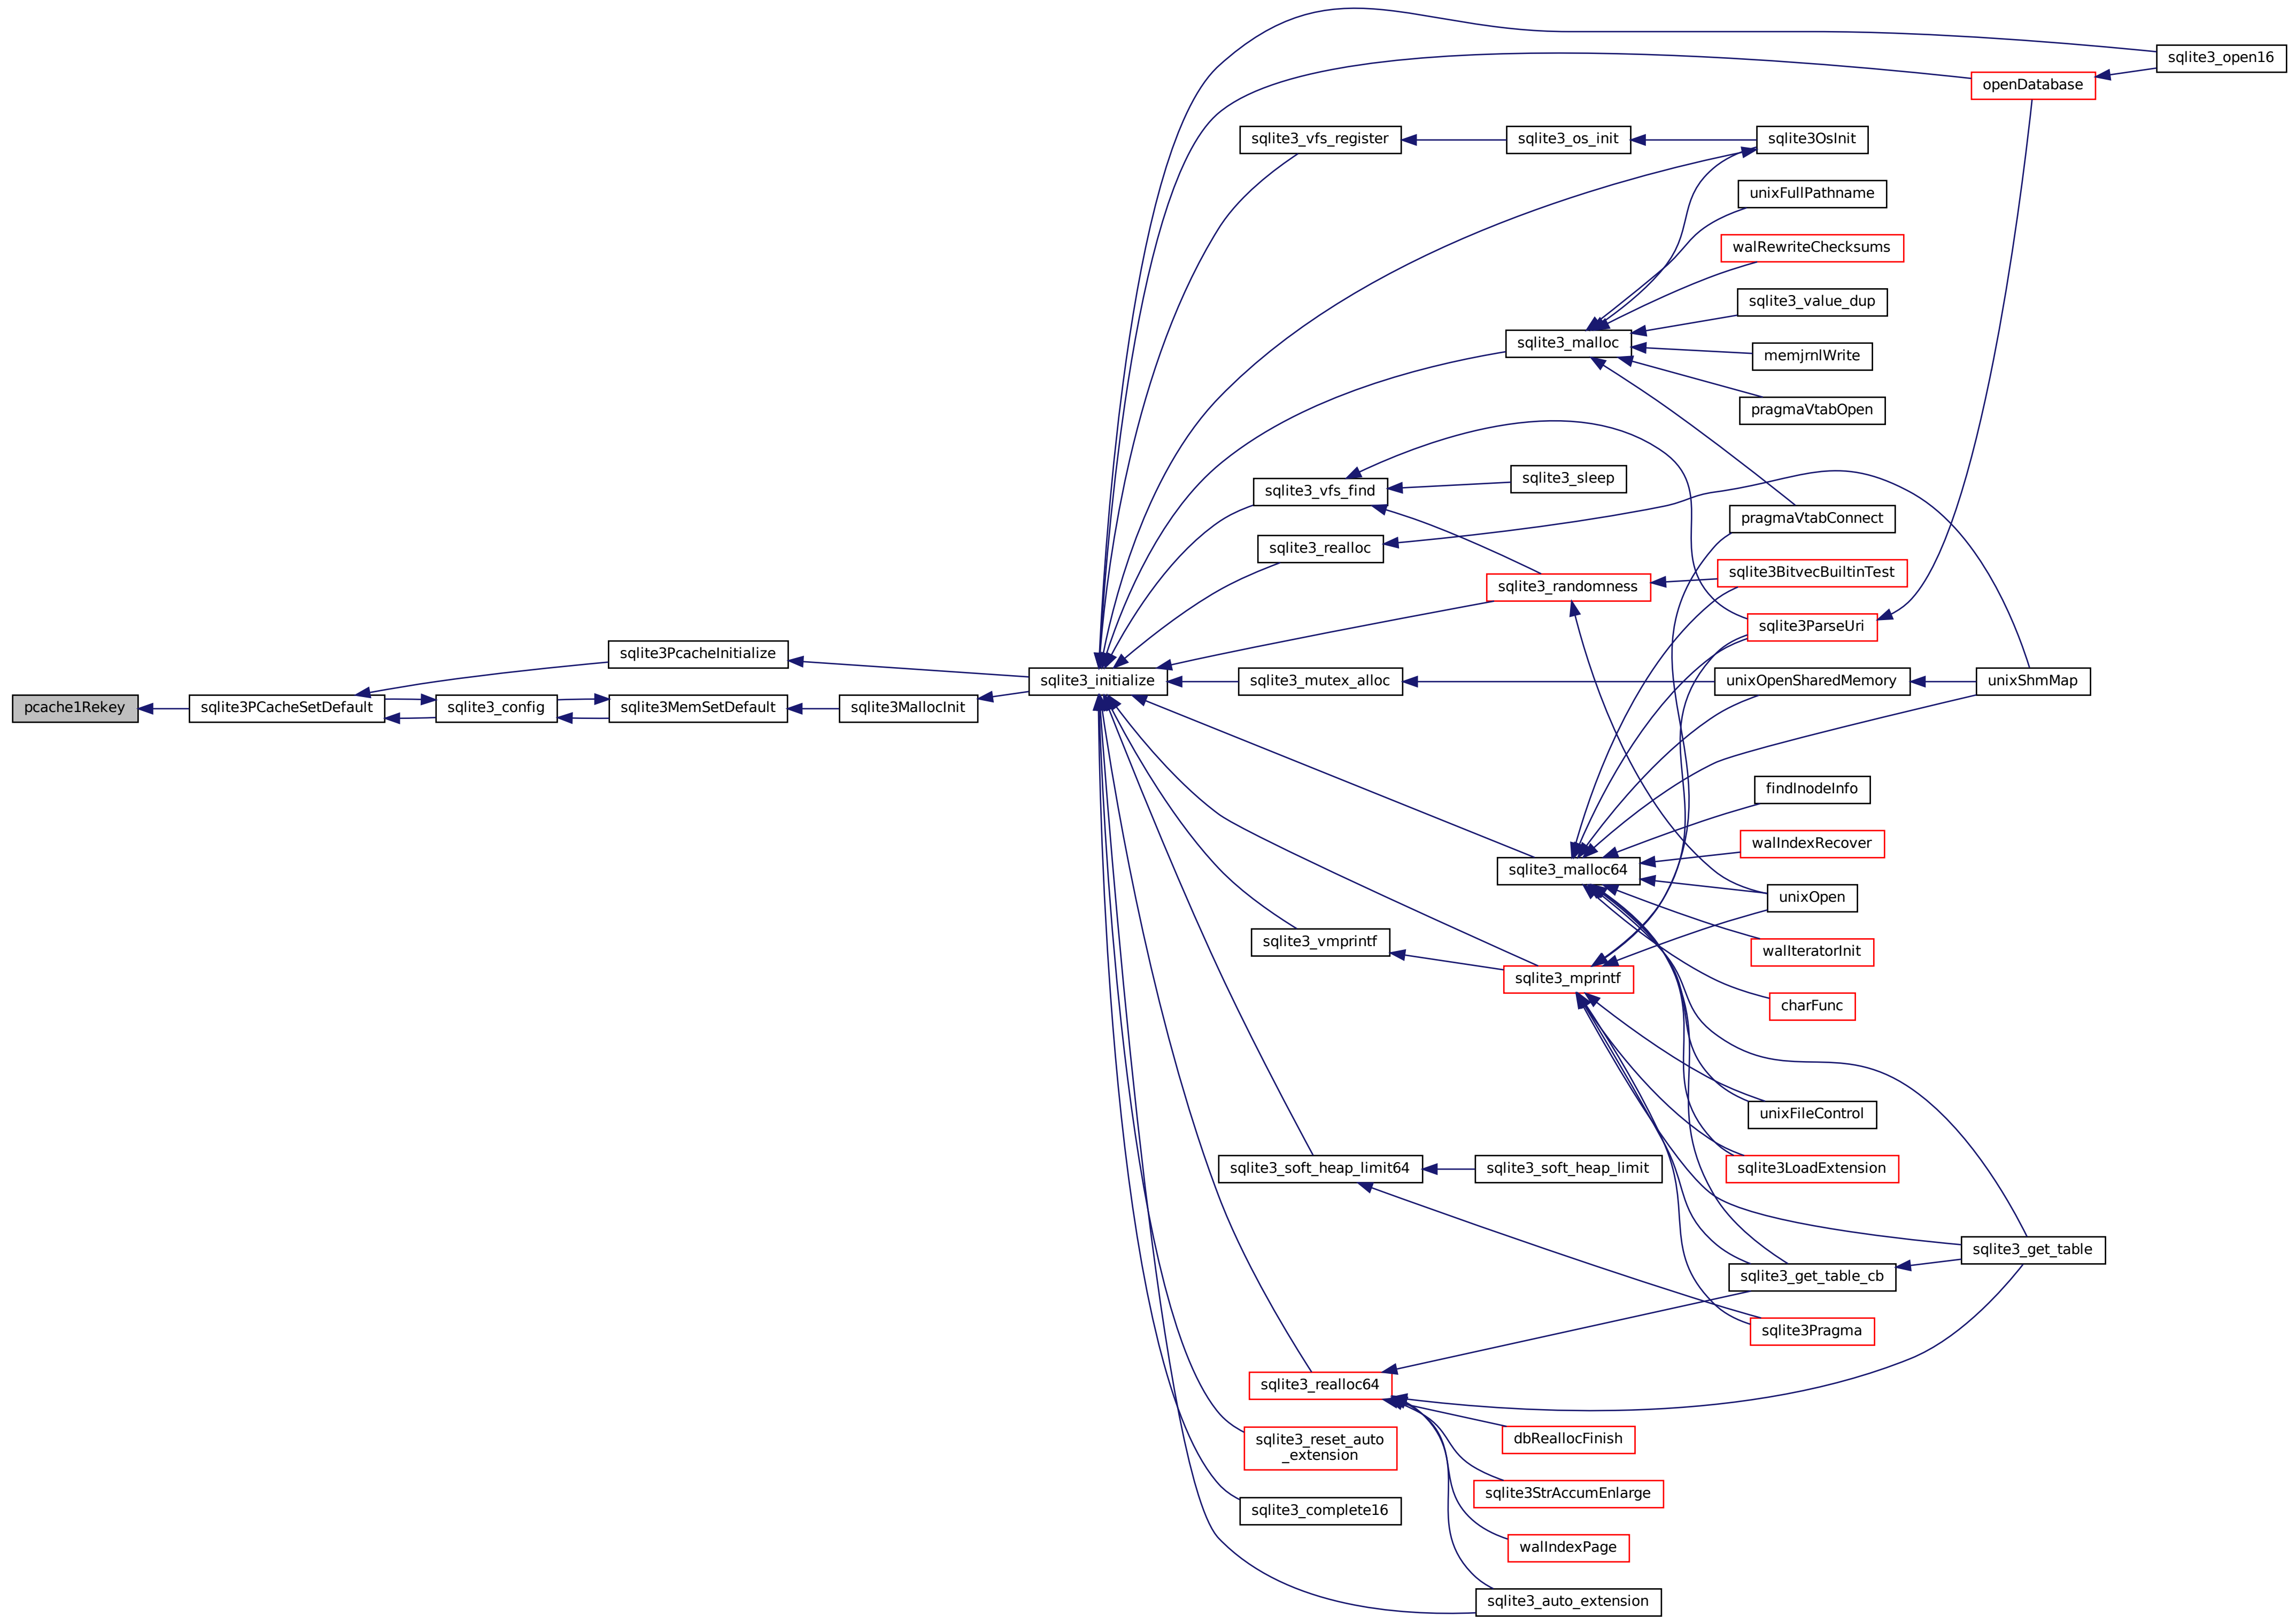 sqlite3_open16
openDatabase
sqlite3_vfs_register
sqlite3_os_init
sqlite3OsInit
unixFullPathname
walRewriteChecksums
sqlite3_value_dup
sqlite3_malloc
memjrnlWrite
pragmaVtabOpen
sqlite3_vfs_find
sqlite3_sleep
pragmaVtabConnect
sqlite3_realloc
sqlite3_randomness
sqlite3BitvecBuiltinTest
sqlite3ParseUri
sqlite3PcacheInitialize
sqlite3_initialize
sqlite3_mutex_alloc
unixOpenSharedMemory
unixShmMap
pcache1Rekey
sqlite3PCacheSetDefault
sqlite3_config
sqlite3MemSetDefault
sqlite3MallocInit
findInodeInfo
walIndexRecover
sqlite3_malloc64
unixOpen
sqlite3_vmprintf
walIteratorInit
sqlite3_mprintf
charFunc
unixFileControl
sqlite3_soft_heap_limit64
sqlite3_soft_heap_limit
sqlite3LoadExtension
sqlite3_get_table
sqlite3_get_table_cb
sqlite3Pragma
sqlite3_realloc64
dbReallocFinish
sqlite3_reset_auto
_extension
sqlite3StrAccumEnlarge
sqlite3_complete16
walIndexPage
sqlite3_auto_extension